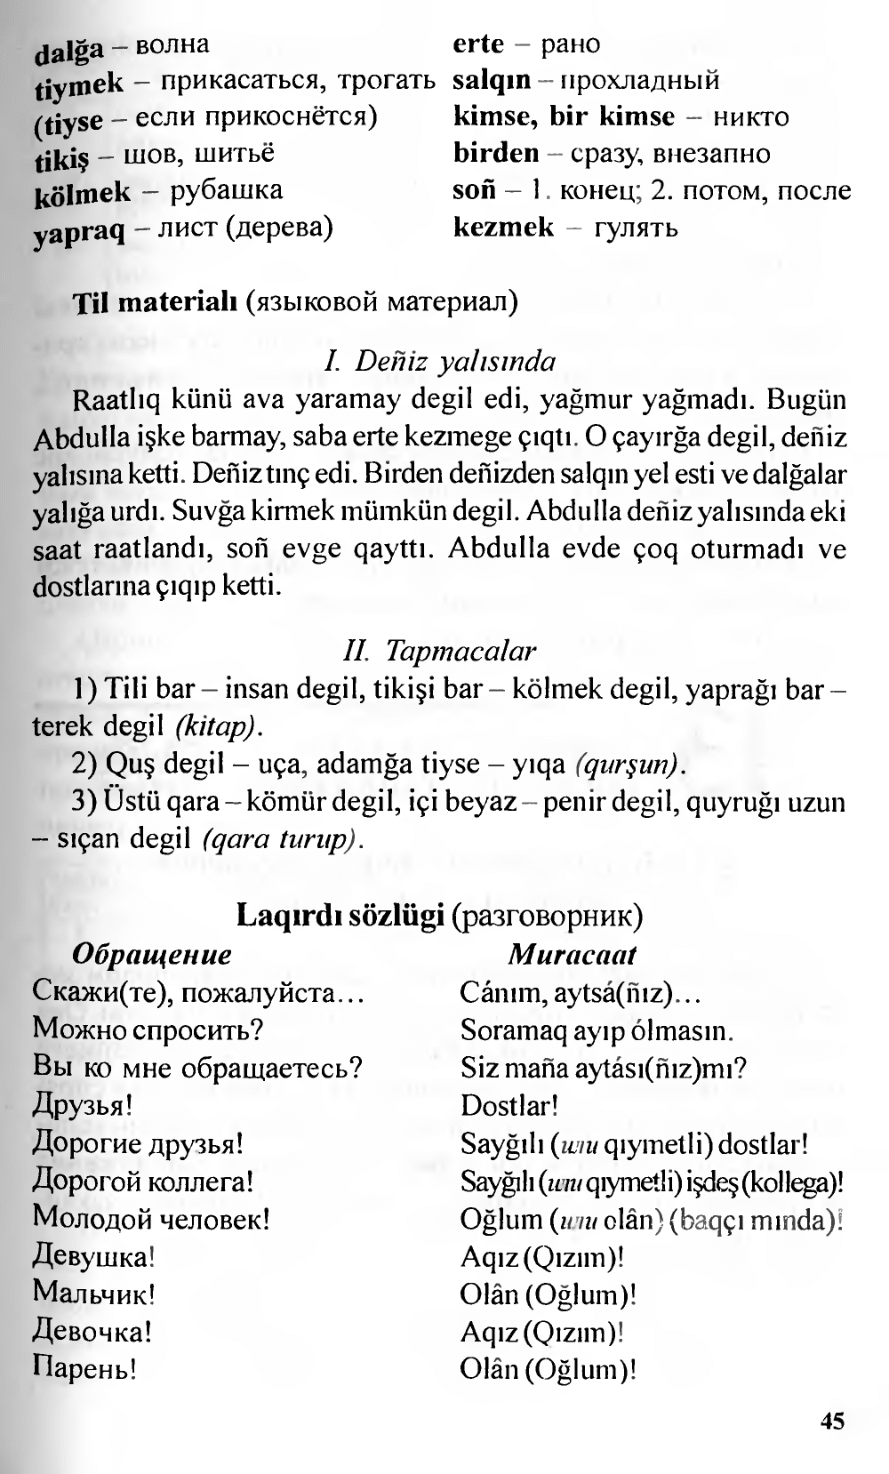 dalğa – волна
tiymek – прикасаться, трогать
(tiyse – если прикоснётся)
tikiş – шов, шитьё
kölmek – рубашка
yapraq – лист (дерева)
erte – рано
salqın – прохладный
kimse, bir kimse – никто
birden – сразу, внезапно
soñ – 1. конец; 2. потом, после
kezmek – гулять
Til materialı (языковой материал)
I. Deñiz yalısında
Raatlıq künü ava yaramay degil edi, yağmur yağmadı. Bugün
Abdulla işke barmay, saba erte kezmege çıqtı. O çayırğa degil, deñiz
yalısına ketti. Deñiz tınç edi. Birden deñizden salqın yel esti ve dalğalar
yalığa urdı. Suvğa kirmek mümkün degil. Abdulla deñiz yalısında eki
saat raatlandı, soñ evge qayttı. Abdulla evde çoq oturmadı ve
dostlarına çıqıp ketti.
II. Tapmacalar
1) Tili bar – insan degil, tikişi bar – kölmek degil, yaprağı bar –
terek degil (kitap).
2) Quş degil – uça, adamğa tiyse – yıqa (qurşun).
3) Üstü qara – kömür degil, içi beyaz – penir degil, quyruğı uzun
– sıçan degil (qara turup).
Laqırdı sözlügi (разговорник)
Обращение
Muracaat
Скажи(те), пожалуйста...
Cánım, aytsá(ñız)...
Можно спросить?
Soramaq ayıp ólmasın.
Вы ко мне обращаетесь?
Siz maña aytásı(ñız)mı?
Друзья!
Dostlar!
Дорогие друзья!
Sayğılı (или qıymetli) dostlar!
Дорогой коллега!
Sayğılı (или qıymetli) işdeş (kollega)!
Молодой человек!
Oğlum (или olân) (baqçı mında)!
Девушка!
Aqız (Qızım)!
Мальчик!
Olân (Oğlum)!
Девочка!
Aqız (Qızım)!
Парень!
Olân (Oğlum)!
45